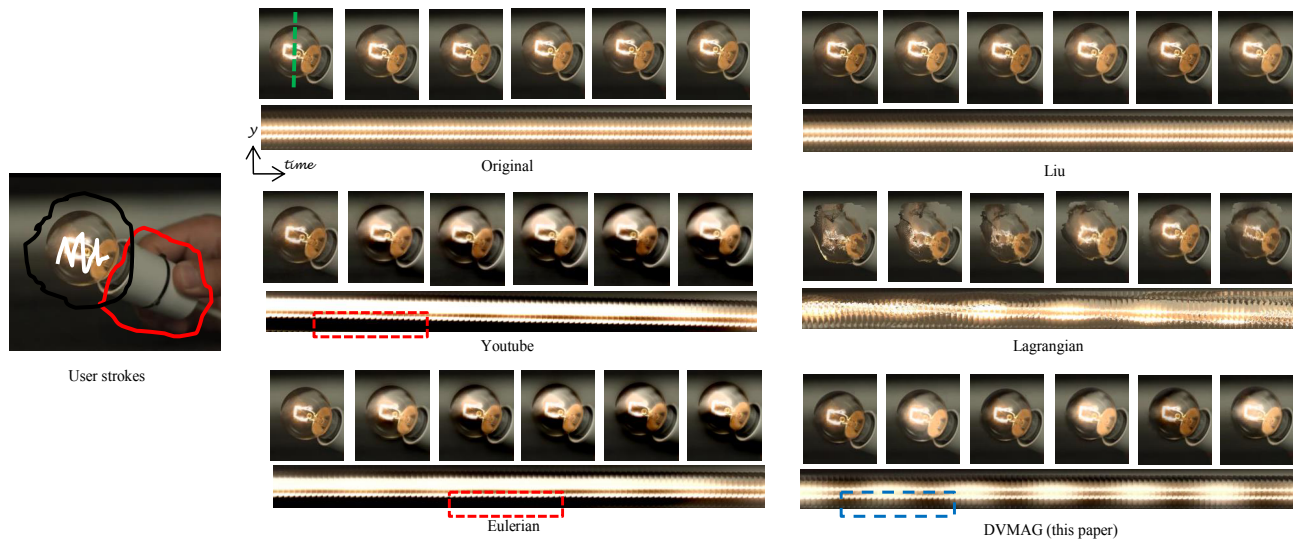 y
time
Original
Liu
User strokes
Youtube
Lagrangian
Eulerian
DVMAG (this paper)